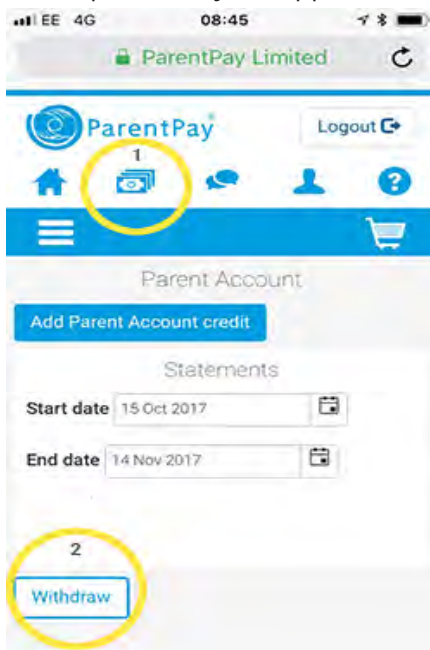 EE 4G 08:45
ParentPay Limited
ParentPay
Logout
1
?
Parent Account
Add Parent Account credit
Statements
Start date 15 Oct 2017
End date 14 Nov 2017
2
Withdraw